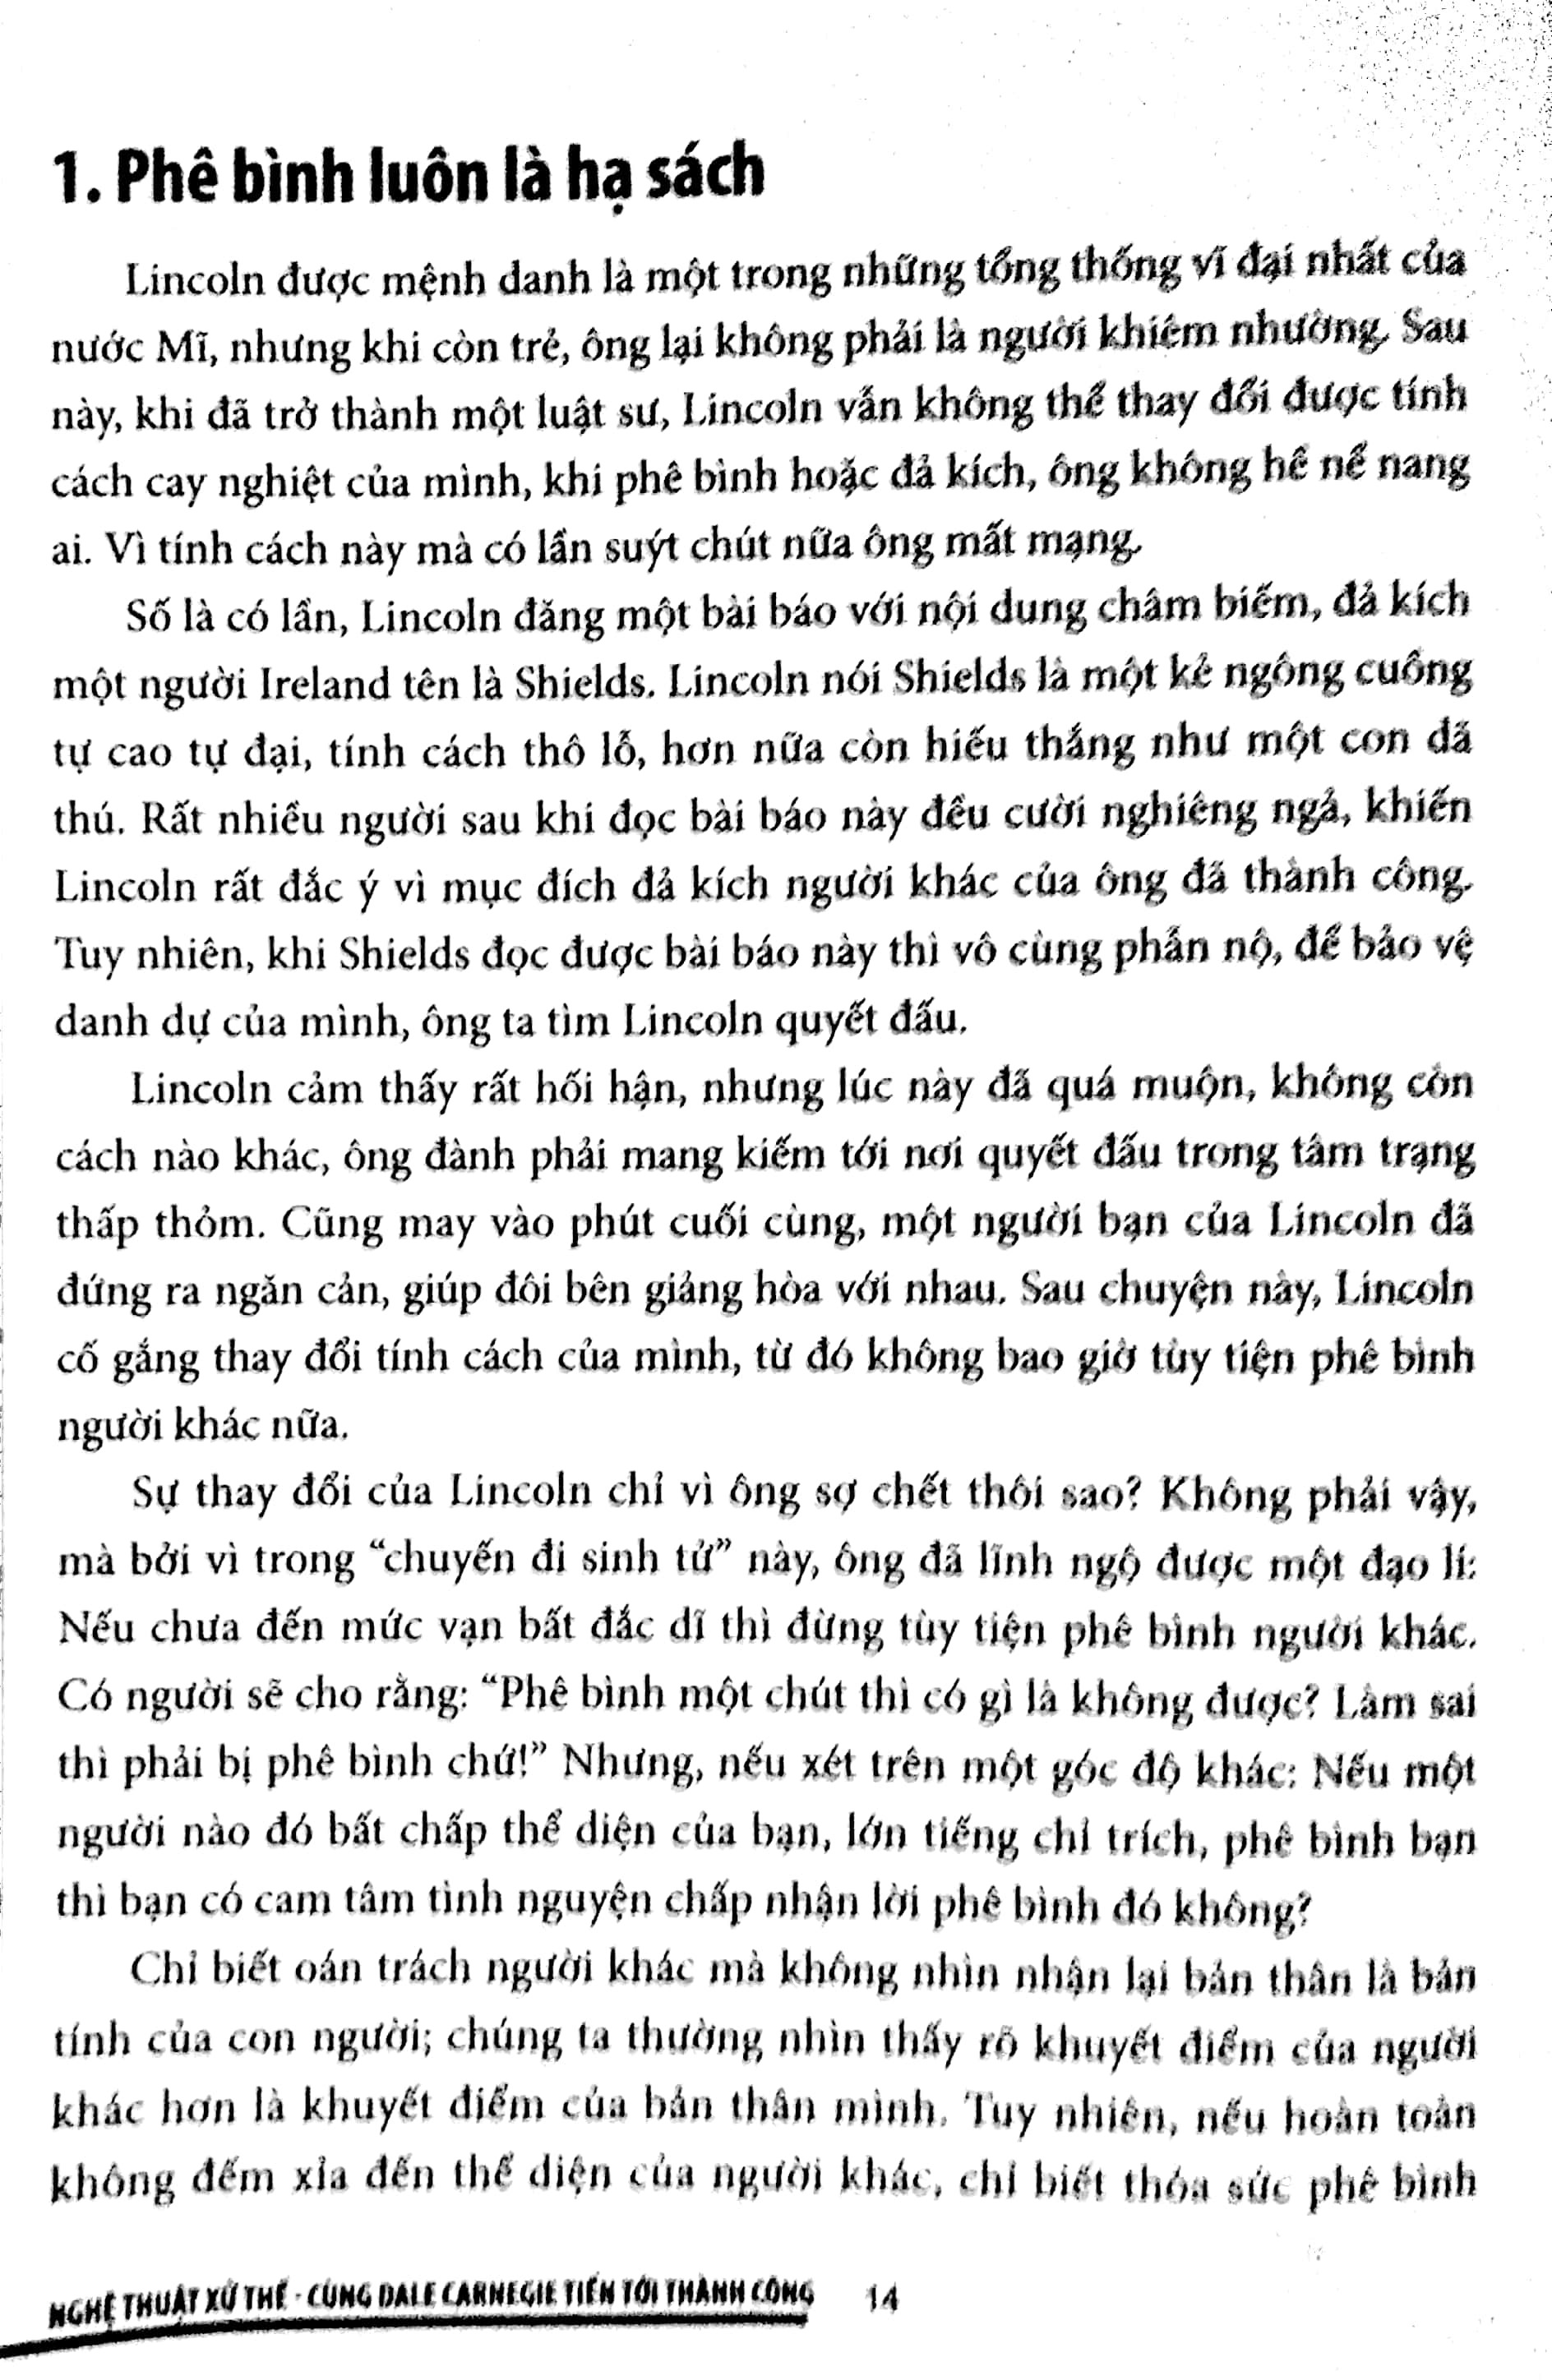 1. Phê bình luôn là hạ sách
Lincoln được mệnh danh là một trong những tổng thống vĩ đại nhất của
nước Mĩ, nhưng khi còn trẻ, ông lại không phải là người khiêm nhường. Sau
này, khi đã trở thành một luật sư, Lincoln vẫn không thể thay đổi được tính
cách cay nghiệt của mình, khi phê bình hoặc đả kích, ông không hề nể nang
ai. Vì tính cách này mà có lần suýt chút nữa ông mất mạng.
Số là có lần, Lincoln đăng một bài báo với nội dung châm biếm, đả kích
một người Ireland tên là Shields. Lincoln nói Shields là một kẻ ngông cuồng
tự cao tự đại, tính cách thô lỗ, hơn nữa còn hiếu thắng như một con dã
thú. Rất nhiều người sau khi đọc bài báo này đều cười nghiêng ngả, khiến
Lincoln rất đắc ý vì mục đích đả kích người khác của ông đã thành công.
Tuy nhiên, khi Shields đọc được bài báo này thì vô cùng phẫn nộ, để bảo vệ
danh dự của mình, ông ta tìm Lincoln quyết đấu.
Lincoln cảm thấy rất hối hận, nhưng lúc này đã quá muộn, không còn
cách nào khác, ông đành phải mang kiếm tới nơi quyết đấu trong tâm trạng
thấp thỏm. Cũng may vào phút cuối cùng, một người bạn của Lincoln đã
đứng ra ngăn cản, giúp đôi bên giảng hòa với nhau. Sau chuyện này, Lincoln
cố gắng thay đổi tính cách của mình, từ đó không bao giờ tùy tiện phê bình
người khác nữa.
Sự thay đổi của Lincoln chỉ vì ông sợ chết thôi sao? Không phải vậy,
mà bởi vì trong “chuyến đi sinh tử” này, ông đã lĩnh ngộ được một đạo lí:
Nếu chưa đến mức vạn bất đắc dĩ thì đừng tùy tiện phê bình người khác.
Có người sẽ cho rằng: “Phê bình một chút thì có gì là không được? Làm sai
thì phải bị phê bình chứ!” Nhưng, nếu xét trên một góc độ khác: Nếu một
người nào đó bất chấp thể diện của bạn, lớn tiếng chỉ trích, phê bình bạn
thì bạn có cam tâm tình nguyện chấp nhận lời phê bình đó không?
Chỉ biết oán trách người khác mà không nhìn nhận lại bản thân là bản
tính của con người; chúng ta thường nhìn thấy rõ khuyết điểm của người
khác hơn là khuyết điểm của bản thân mình. Tuy nhiên, nếu hoàn toàn
không đếm xỉa đến thể diện của người khác, chỉ biết thỏa sức phê bình
NGHỆ THUẬT XỬ THẾ - CÙNG DALE CARNEGIE TIẾN TỚI THÀNH CÔNG 14